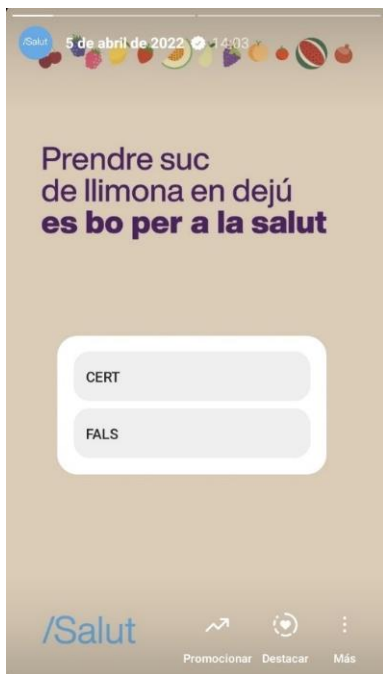 /Salut 5 de abril de 2022 14:03
Prendre suc
de llimona en dejú
es bo per a la salut
CERT
FALS
/Salut
Promocionar Destacar Más